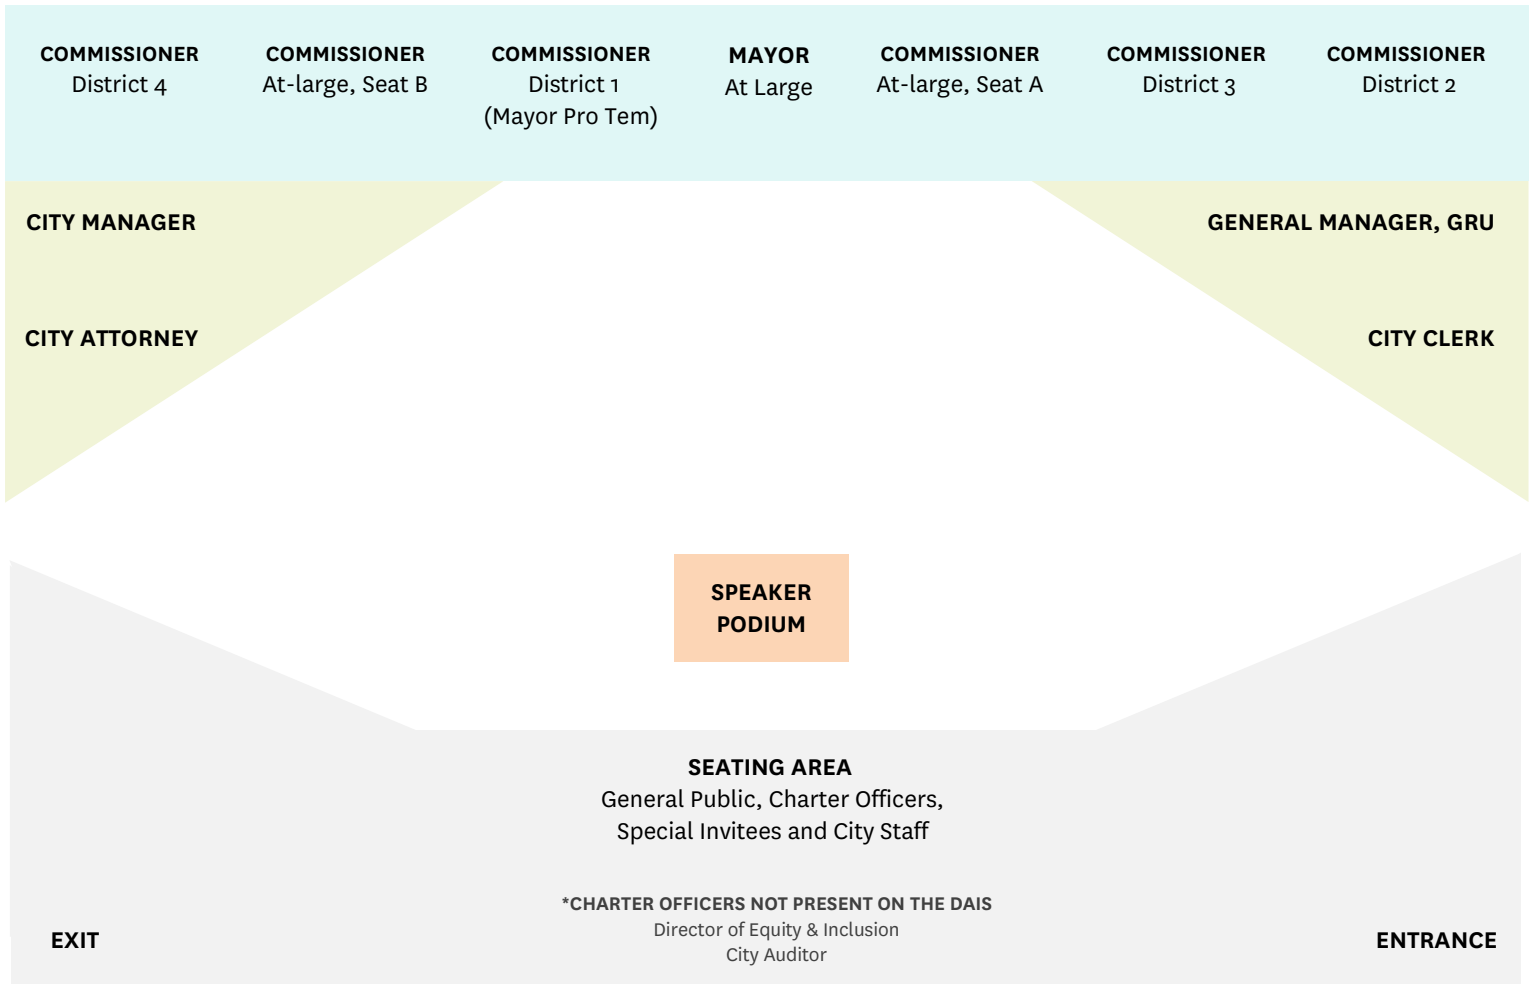 COMMISSIONER
District 4
COMMISSIONER
At-large, Seat B
COMMISSIONER
District 1
(Mayor Pro Tem)
MAYOR
At Large
COMMISSIONER
At-large, Seat A
COMMISSIONER
District 3
COMMISSIONER
District 2
CITY MANAGER
GENERAL MANAGER, GRU
CITY ATTORNEY
CITY CLERK
SPEAKER
PODIUM
SEATING AREA
General Public, Charter Officers,
Special Invitees and City Staff
*CHARTER OFFICERS NOT PRESENT ON THE DAIS
Director of Equity & Inclusion
City Auditor
EXIT
ENTRANCE